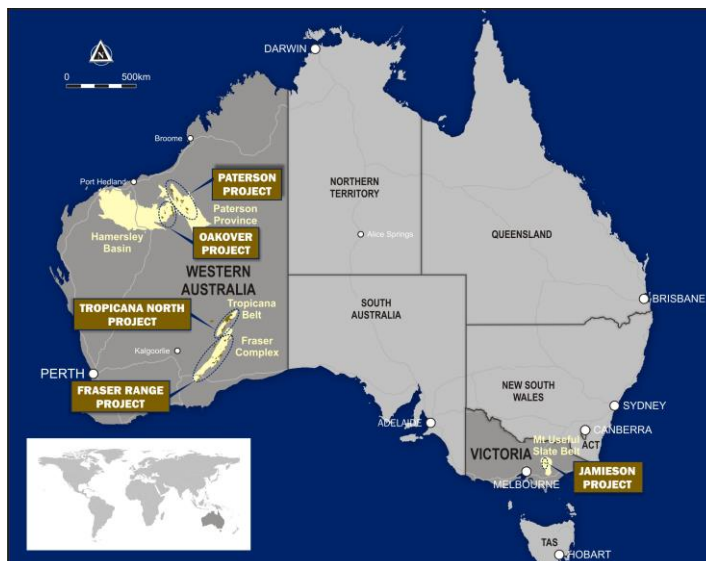 DARWIN
N
0 500km
Broome
Port Hedland
PATERSON
PROJECT
NORTHERN
TERRITORY
Paterson
Province
Hamersley
Basin
OAKOVER
PROJECT
Alice Springs
QUEENSLAND
WESTERN
AUSTRALIA
TROPICANA NORTH
PROJECT
Tropicana
Belt
SOUTH
AUSTRALIA
BRISBANE
Kalgoorlie
Fraser
Complex
PERTH
FRASER RANGE
PROJECT
NEW SOUTH
WALES
SYDNEY
ADELAIDE
CANBERRA
ACT
Mt Useful
Slate Belt
VICTORIA
MELBOURNE
JAMIESON
PROJECT
TAS
HOBART